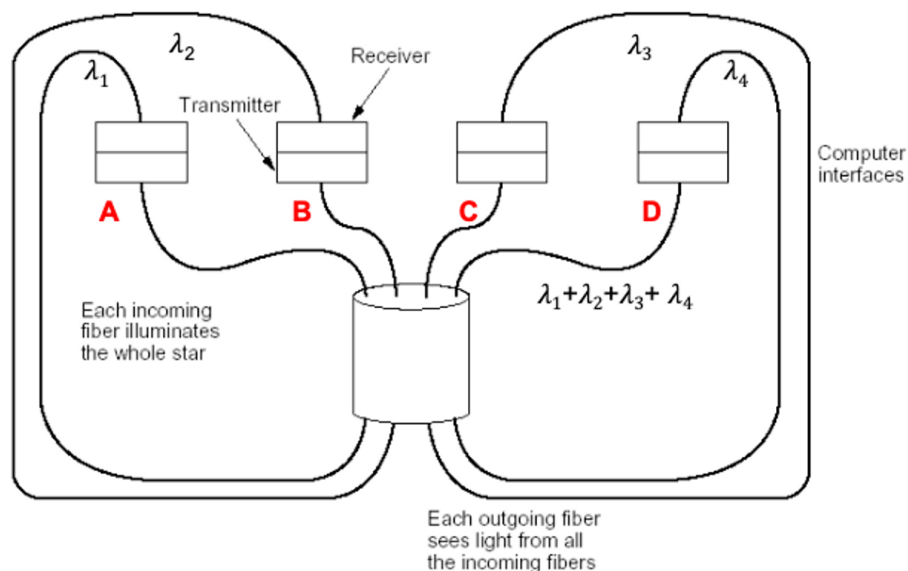 λ₂
λ₃
λ₁
Receiver
λ₄
Transmitter
Computer
interfaces
A
B
C
D
Each incoming
fiber illuminates
the whole star
λ₁+λ₂+λ₃+ λ₄
Each outgoing fiber
sees light from all
the incoming fibers